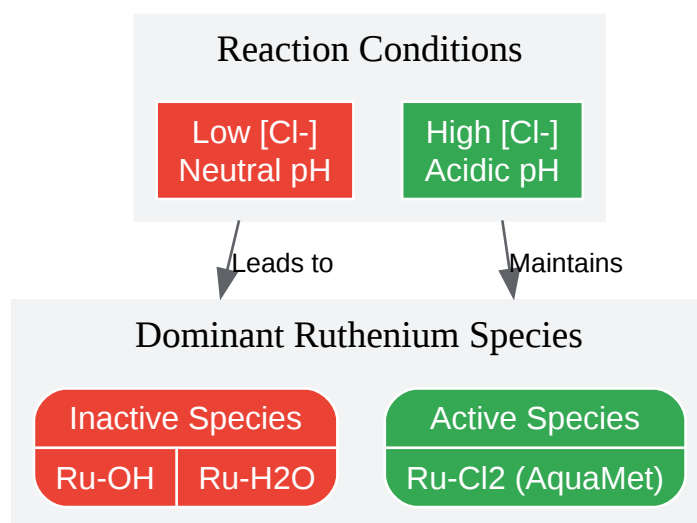 Reaction Conditions
Low [Cl-]
Neutral pH
High [Cl-]
Acidic pH
Leads to
Maintains
Dominant Ruthenium Species
Inactive Species
Ru-OH
Ru-H2O
Active Species
Ru-Cl2 (AquaMet)